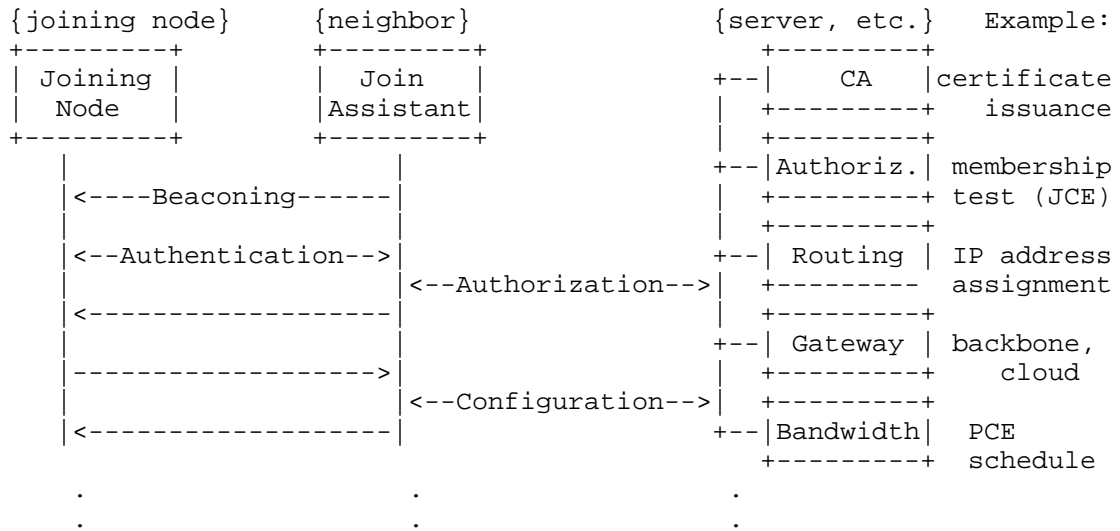 {joining node}     {neighbor}               {server, etc.}   Example:
+---------+        +---------+                 +---------+
| Joining |        |  Join   |              +--|    CA   |certificate
|  Node   |        |Assistant|              |  +---------+   issuance
+---------+        +---------+              |  +---------+
   |                    |                   +--|Authoriz.| membership
   |<----Beaconing------|                   |  +---------+ test (JCE)
   |                    |                   |  +---------+
   |<--Authentication-->|                   +--| Routing | IP address
   |                    |<--Authorization-->|  +--------- assignment
   |<-------------------|                   |  +---------+
   |                    |                   +--| Gateway | backbone,
   |------------------->|                   |  +---------+    cloud
   |                    |<--Configuration-->|  +---------+
   |<-------------------|                   +--|Bandwidth|  PCE
                                               +---------+  schedule
    .                    .                   .
    .                    .                   .